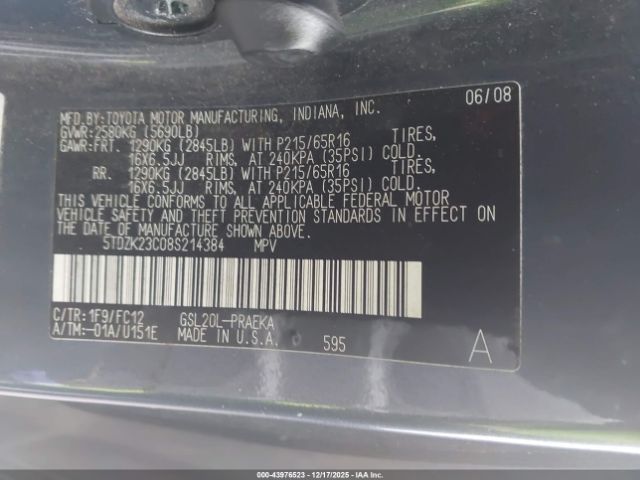 MFD.BY:TOYOTA MOTOR MANUFACTURING, INDIANA, INC. 06/08
GVWR:2580KG (5690LB)
GAWR:FRT. 1290KG (2845LB) WITH P215/65R16 TIRES,
16X6.5JJ RIMS, AT 240KPA (35PSI) COLD.
RR. 1290KG (2845LB) WITH P215/65R16 TIRES,
16X6.5JJ RIMS, AT 240KPA (35PSI) COLD.
THIS VEHICLE CONFORMS TO ALL APPLICABLE FEDERAL MOTOR
VEHICLE SAFETY AND THEFT PREVENTION STANDARDS IN EFFECT ON
THE DATE OF MANUFACTURE SHOWN ABOVE.
5TDZK23C08S214384 MPV
C/TR:1F9/FC12 GSL20L-PRAEKA
A/TM:-01A/U151E MADE IN U.S.A. 595 A
000-43976523 - 12/17/2025 - IAAI.com